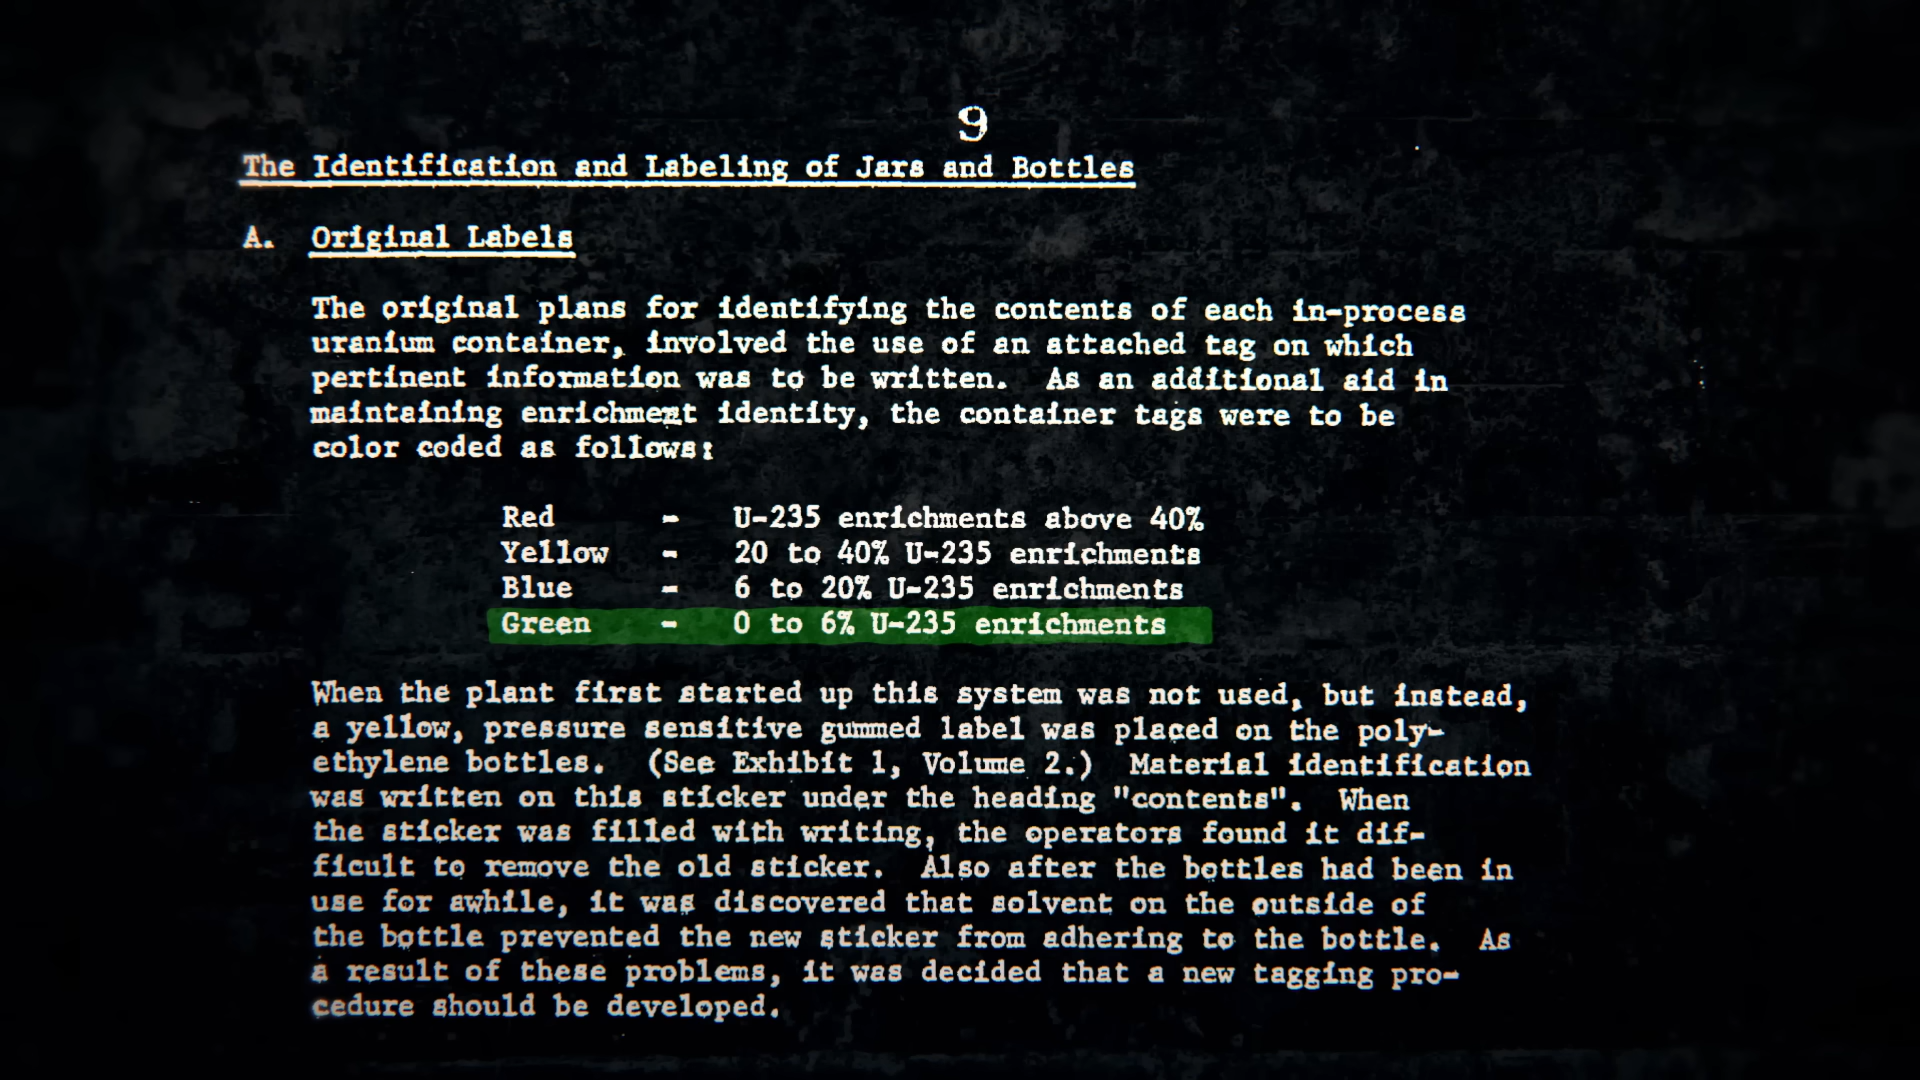 9
The Identification and Labeling of Jars and Bottles
A. Original Labels
The original plans for identifying the contents of each in-process
uranium container, involved the use of an attached tag on which
pertinent information was to be written. As an additional aid in
maintaining enrichment identity, the container tags were to be
color coded as follows:
Red - U-235 enrichments above 40%
Yellow - 20 to 40% U-235 enrichments
Blue - 6 to 20% U-235 enrichments
Green - 0 to 6% U-235 enrichments
When the plant first started up this system was not used, but instead,
a yellow, pressure sensitive gummed label was placed on the poly-
ethylene bottles. (See Exhibit 1, Volume 2.) Material identification
was written on this sticker under the heading "contents". When
the sticker was filled with writing, the operators found it dif-
ficult to remove the old sticker. Also after the bottles had been in
use for awhile, it was discovered that solvent on the outside of
the bottle prevented the new sticker from adhering to the bottle. As
a result of these problems, it was decided that a new tagging pro-
cedure should be developed.